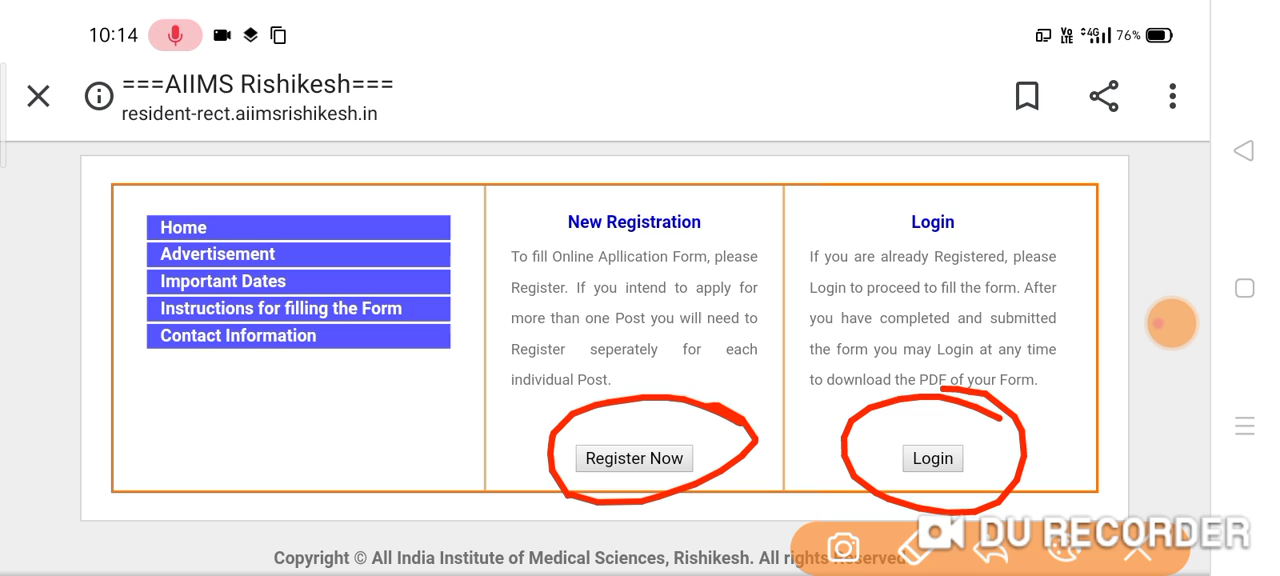 10:14
Vo LTE 4G 76%
===AIIMS Rishikesh===
resident-rect.aiimsrishikesh.in
Home
Advertisement
Important Dates
Instructions for filling the Form
Contact Information
New Registration
To fill Online Apllication Form, please
Register. If you intend to apply for
more than one Post you will need to
Register seperately for each
individual Post.
Register Now
Login
If you are already Registered, please
Login to proceed to fill the form. After
you have completed and submitted
the form you may Login at any time
to download the PDF of your Form.
Login
DU RECORDER
Copyright © All India Institute of Medical Sciences, Rishikesh. All rights Reserved